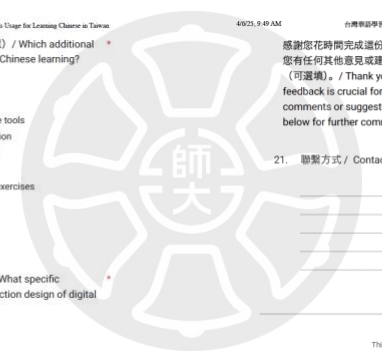 s Usage for Learning Chinese in Taiwan
) / Which additional *
Chinese learning?
e tools
ion
xercises
What specific *
ction design of digital
4/6/25, 9:49 AM
台灣華語學習
感謝您花時間完成這份
您有任何其他意見或建
(可選填)。/ Thank yo
feedback is crucial for
comments or suggest
below for further comm
21. 聯繫方式 / Contac
Thi
師大